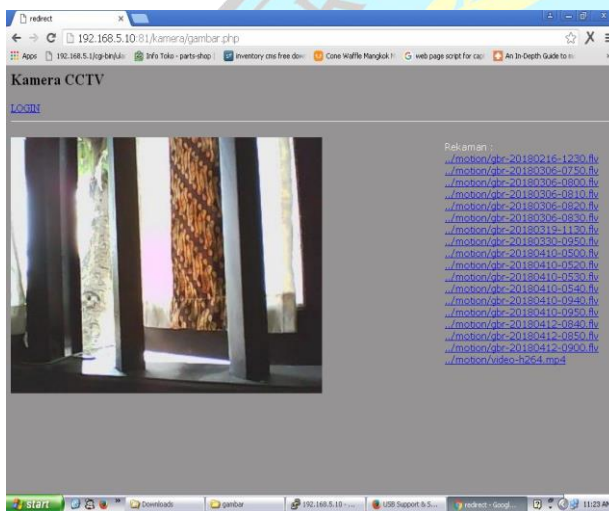 redirect
192.168.5.10:81/kamera/gambar.php
Apps 192.168.5.1/cgi-bin/lu Info Toko - parts-shop inventory cms free dow Cone Waffle Mangkok web page script for cap An In-Depth Guide to
Kamera CCTV
LOGIN
Rekaman :
../motion/gbr-20180216-1230.flv
../motion/gbr-20180306-0750.flv
../motion/gbr-20180306-0800.flv
../motion/gbr-20180306-0810.flv
../motion/gbr-20180306-0820.flv
../motion/gbr-20180306-0830.flv
../motion/gbr-20180319-1130.flv
../motion/gbr-20180330-0950.flv
../motion/gbr-20180410-0500.flv
../motion/gbr-20180410-0520.flv
../motion/gbr-20180410-0530.flv
../motion/gbr-20180410-0540.flv
../motion/gbr-20180410-0940.flv
../motion/gbr-20180410-0950.flv
../motion/gbr-20180412-0840.flv
../motion/gbr-20180412-0850.flv
../motion/gbr-20180412-0900.flv
../motion/video-h264.mp4
start Downloads gambar 192.168.5.10 - ... USB Support & S... redirect - Googl... 11:23 AM